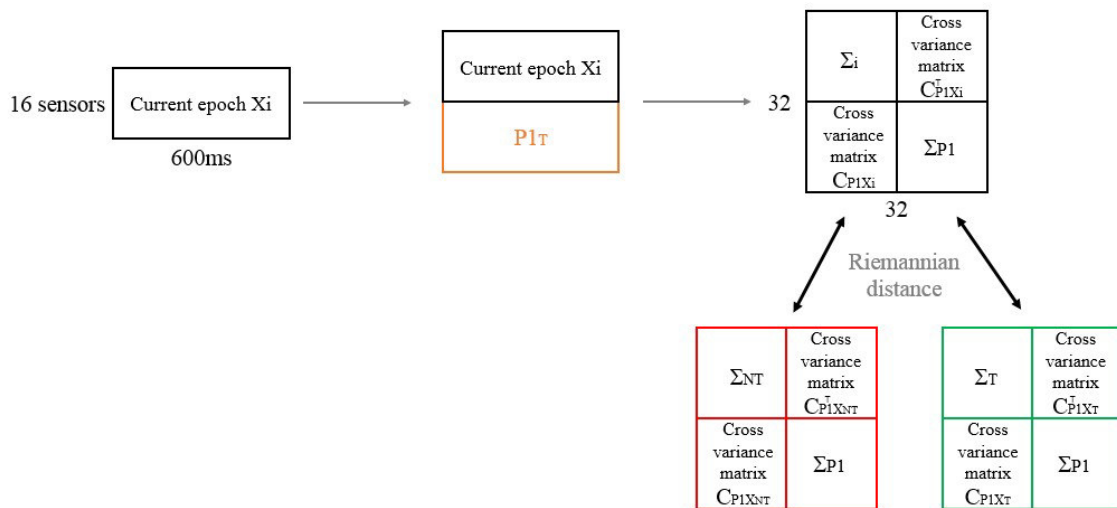 16 sensors
Current epoch Xi
600ms
Current epoch Xi
P1T
32
Σi
Cross
variance
matrix
CᵀP1Xi
Cross
variance
matrix
CP1Xi
ΣP1
32
Riemannian
distance
ΣNT
Cross
variance
matrix
CᵀP1XNT
Cross
variance
matrix
CP1XNT
ΣP1
ΣT
Cross
variance
matrix
CᵀP1XT
Cross
variance
matrix
CP1XT
ΣP1